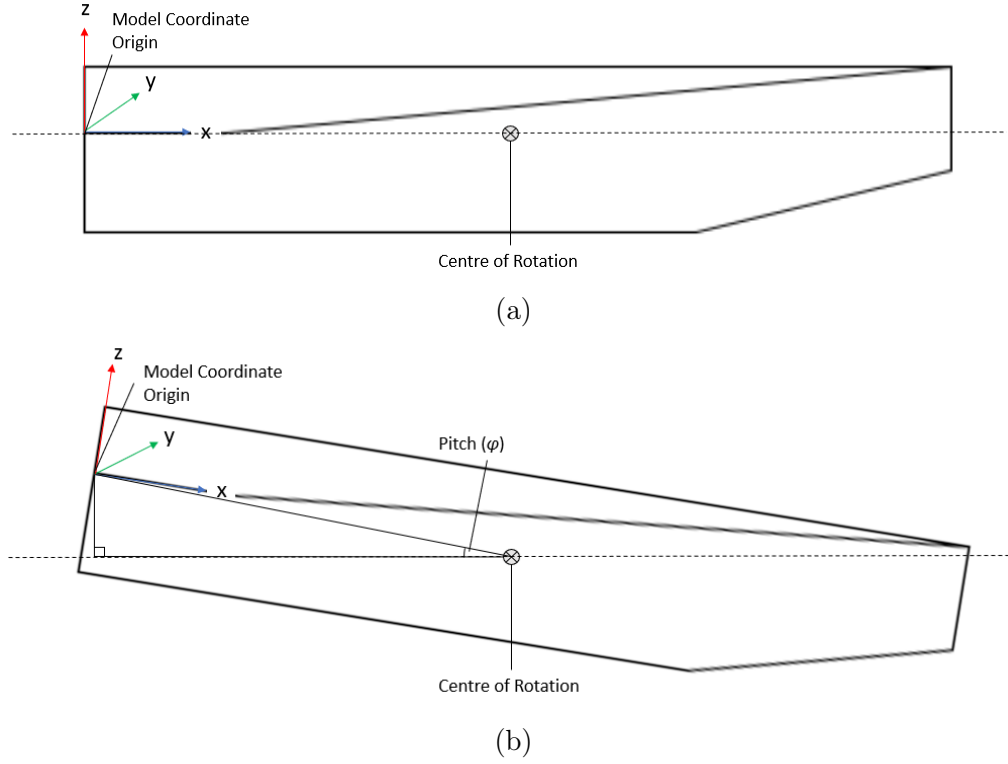 z
Model Coordinate
Origin
y
x
Centre of Rotation
(a)
z
Model Coordinate
Origin
y
Pitch (φ)
x
Centre of Rotation
(b)